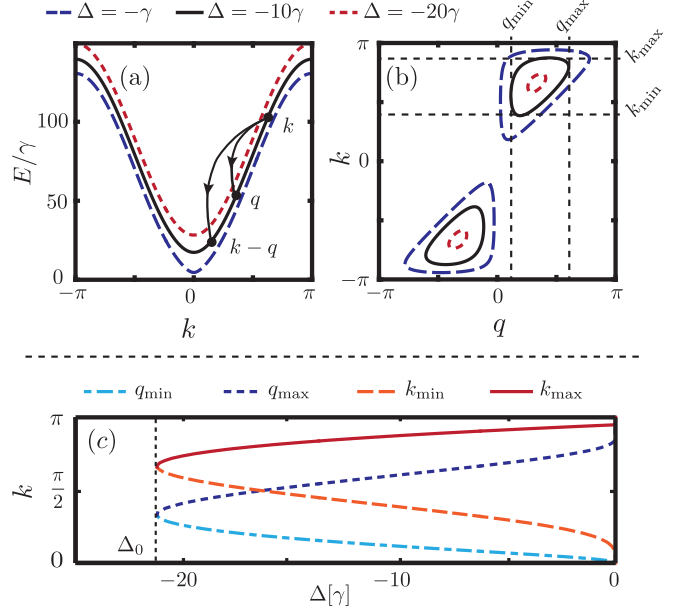 Δ = −γ Δ = −10γ Δ = −20γ
q_min q_max
(a)
E/γ
100
50
0
k
q
k − q
−π 0 π
k
(b)
π
0
−π
k
k_max
k_min
−π 0 π
q
q_min q_max k_min k_max
(c)
π
π/2
0
k
Δ₀
−20 −10 0
Δ[γ]